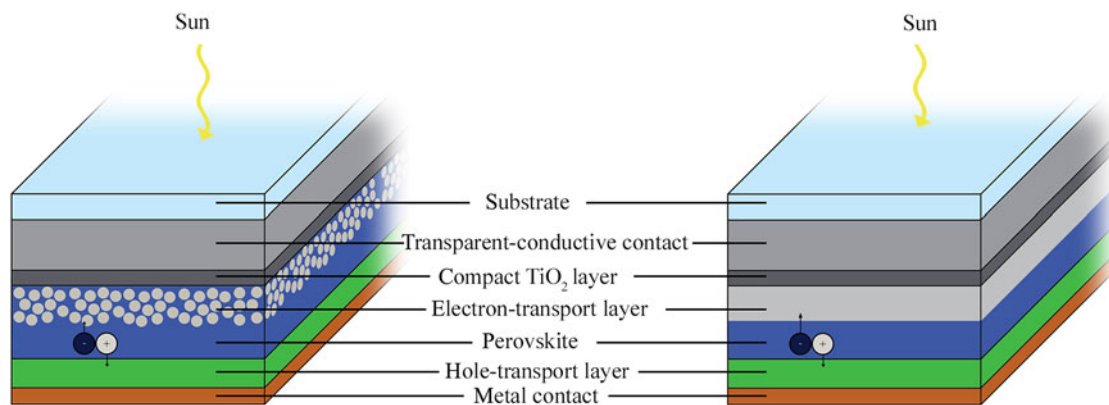 Sun
Sun
Substrate
Transparent-conductive contact
Compact TiO₂ layer
Electron-transport layer
Perovskite
- + - +
Hole-transport layer
Metal contact